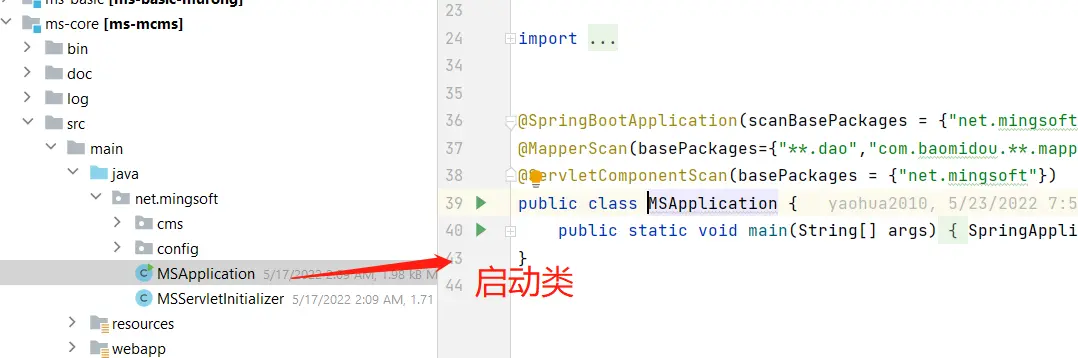 ms-basic [ms-basic-murong]
ms-core [ms-mcms]
bin
doc
log
src
main
java
net.mingsoft
cms
config
MSApplication 5/17/2022 2:09 AM, 1.98 kB M
MSServletInitializer 5/17/2022 2:09 AM, 1.71
resources
webapp
23
24 import ...
35
36 @SpringBootApplication(scanBasePackages = {"net.mingsoft
37 @MapperScan(basePackages={"**.dao","com.baomidou.**.mapp
38 @ServletComponentScan(basePackages = {"net.mingsoft"})
39 public class MSApplication { yaohua2010, 5/23/2022 7:5
40 public static void main(String[] args) { SpringAppli
43 }
44
启动类